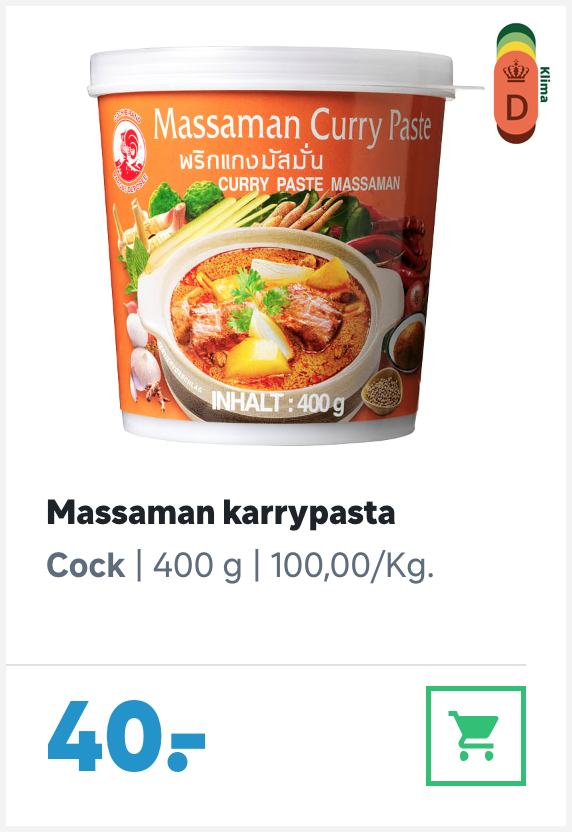 Klima
D
Massaman Curry Paste
พริกแกงมัสมั่น
CURRY PASTE MASSAMAN
INHALT : 400 g
Massaman karrypasta
Cock | 400 g | 100,00/Kg.
40.-